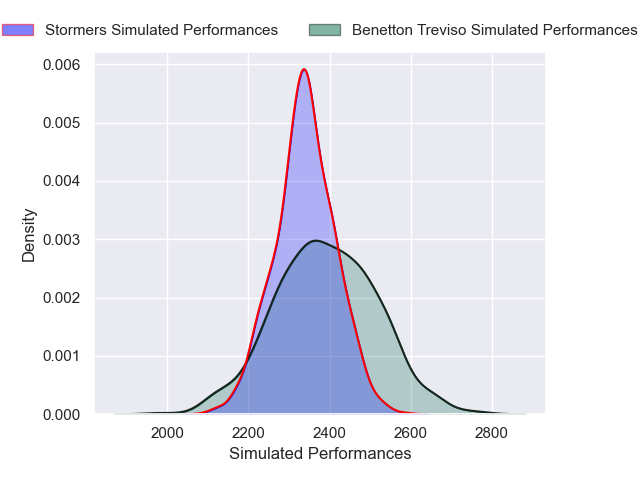 Stormers Simulated Performances Benetton Treviso Simulated Performances
0.006
0.005
0.004
0.003
0.002
0.001
0.000
Density
2000 2200 2400 2600 2800
Simulated Performances